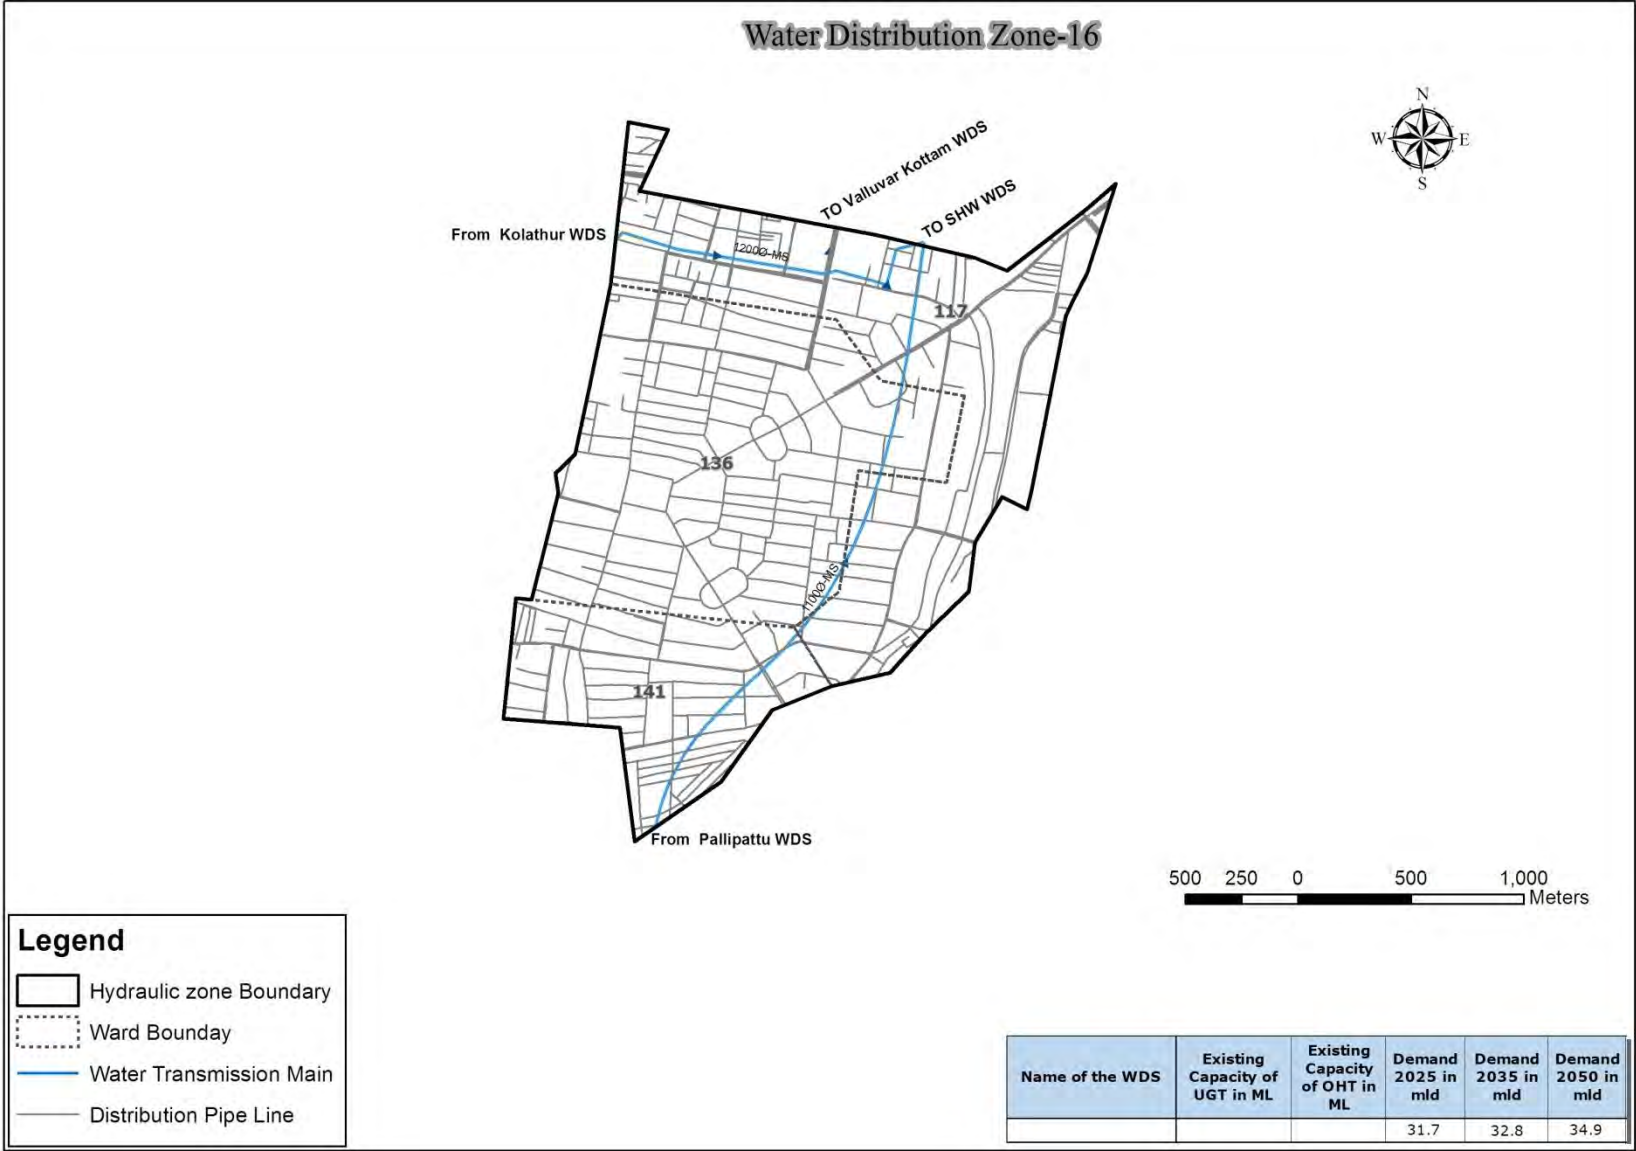 Water Distribution Zone-16
N
W E
S
TO Valluvar Kottam WDS
TO SHW WDS
From Kolathur WDS
1200Ø-MS
117
136
1100Ø-MS
141
From Pallipattu WDS
500 250 0 500 1,000
Meters
Legend
Hydraulic zone Boundary
Ward Bounday
Water Transmission Main
Distribution Pipe Line
Name of the WDS
Existing
Capacity of
UGT in ML
Existing
Capacity
of OHT in
ML
Demand
2025 in
mld
Demand
2035 in
mld
Demand
2050 in
mld
31.7 32.8 34.9